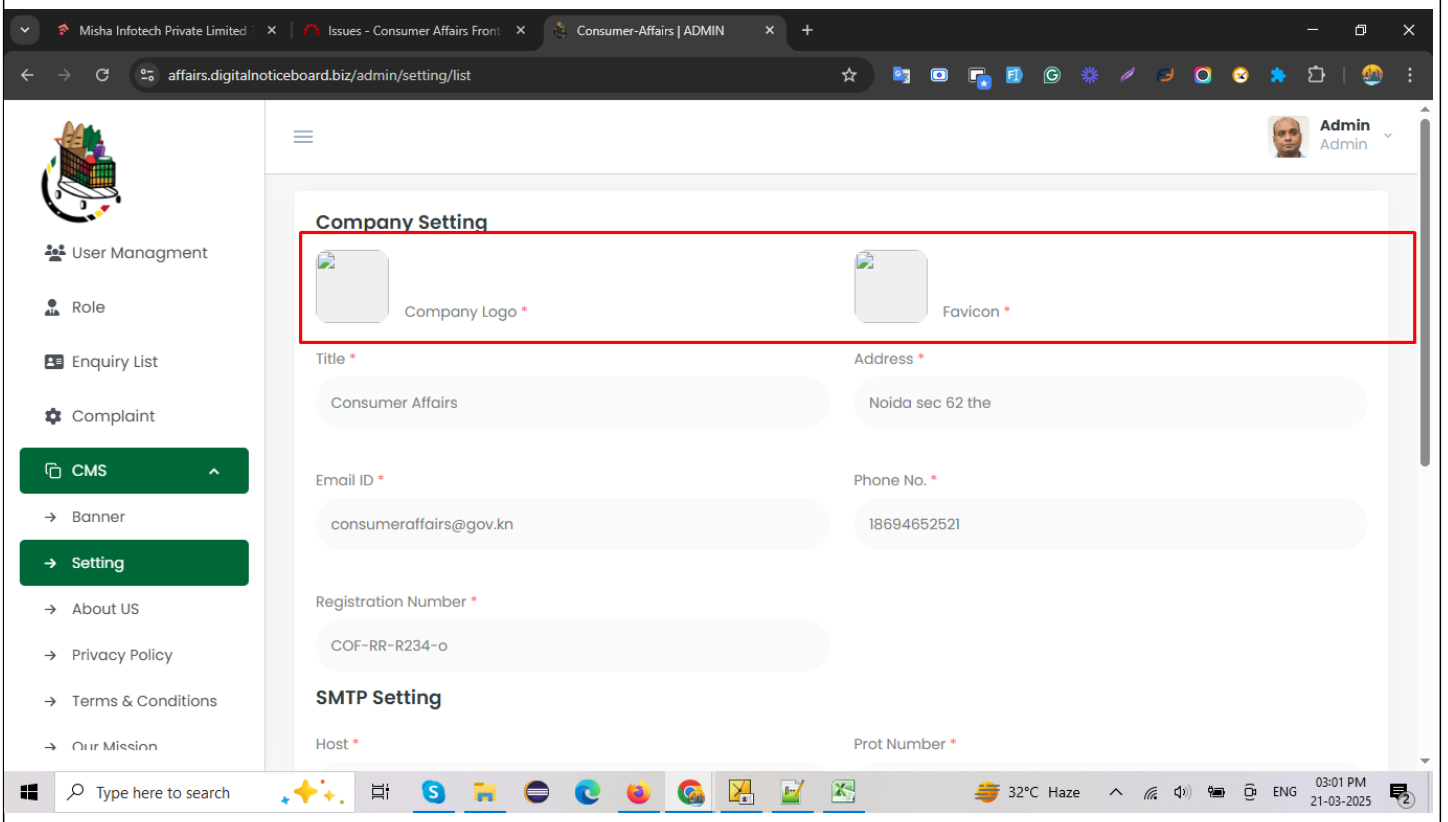 Misha Infotech Private Limited T
Issues - Consumer Affairs Front
Consumer-Affairs | ADMIN
affairs.digitalnoticeboard.biz/admin/setting/list
Admin
Admin
Company Setting
Company Logo *
Favicon *
Title *
Address *
Consumer Affairs
Noida sec 62 the
Email ID *
Phone No. *
consumeraffairs@gov.kn
18694652521
Registration Number *
COF-RR-R234-o
SMTP Setting
Host *
Prot Number *
User Managment
Role
Enquiry List
Complaint
CMS
Banner
Setting
About US
Privacy Policy
Terms & Conditions
Our Mission
Type here to search
32°C Haze
ENG
03:01 PM
21-03-2025
2